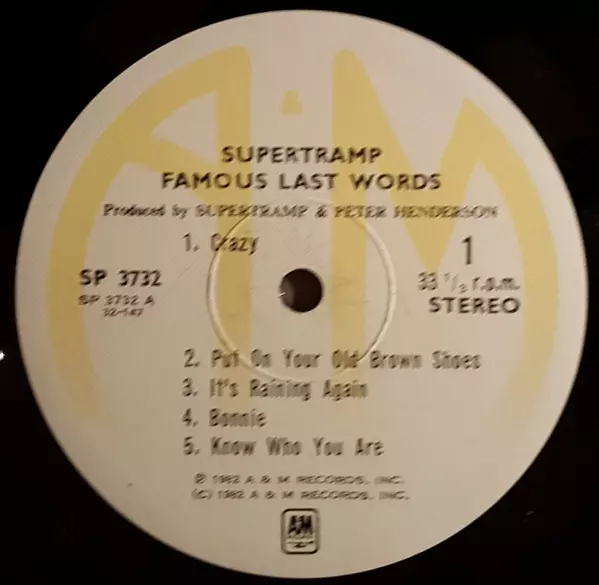 A&M
SUPERTRAMP
FAMOUS LAST WORDS
Produced by SUPERTRAMP & PETER HENDERSON
1. Crazy
1
SP 3732
33 1/3 r.p.m.
SP 3732 A
STEREO
32-147
2. Put On Your Old Brown Shoes
3. It's Raining Again
4. Bonnie
5. Know Who You Are
℗ 1982 A & M RECORDS, INC.
(C) 1982 A & M RECORDS, INC.
A&M